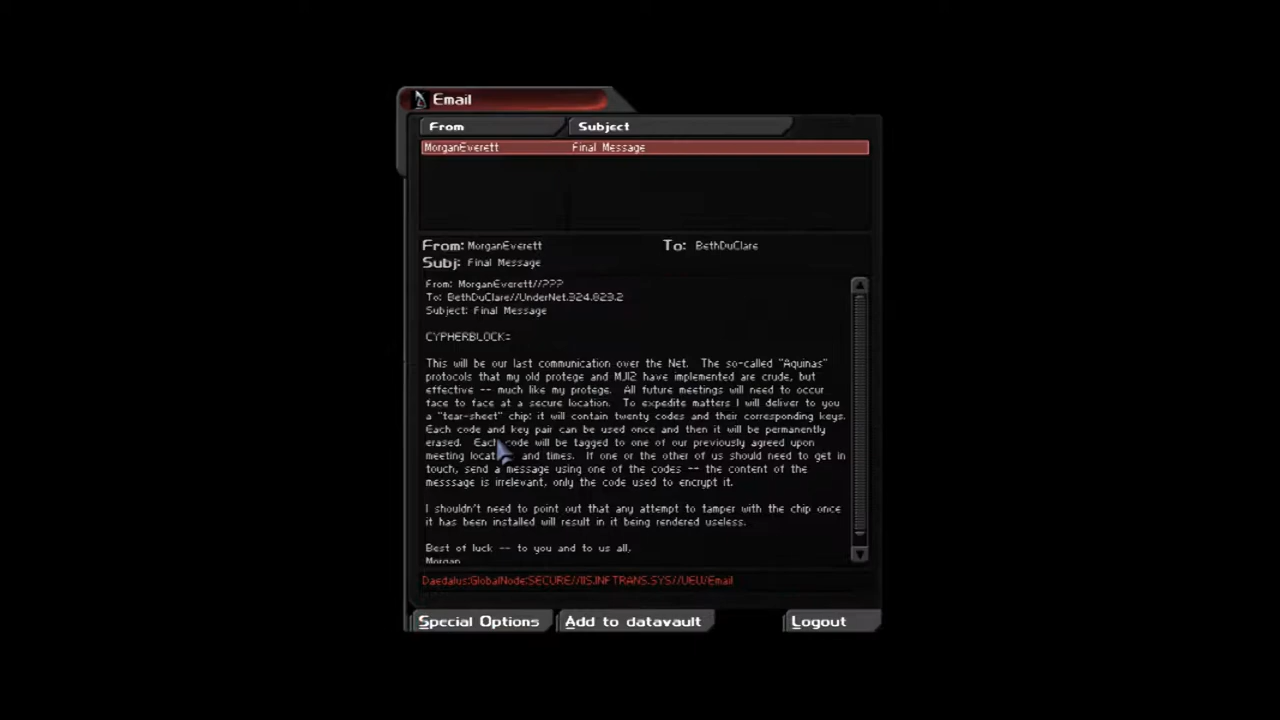 Email
From Subject
MorganEverett Final Message
From: MorganEverett To: BethDuClare
Subj: Final Message
From: MorganEverett//???
To: BethDuClare//UnderNet.324.823.2
Subject: Final Message
CYPHERBLOCK=
This will be our last communication over the Net. The so-called "Aquinas"
protocols that my old protege and MJ12 have implemented are crude, but
effective -- much like my protege. All future meetings will need to occur
face to face at a secure location. To expedite matters I will deliver to you
a "tear-sheet" chip; it will contain twenty codes and their corresponding keys.
Each code and key pair can be used once and then it will be permanently
erased. Each code will be tagged to one of our previously agreed upon
meeting and times. If one or the other of us should need to get in
touch, send a message using one of the codes -- the content of the
messsage is irrelevant, only the code used to encrypt it.
I shouldn't need to point out that any attempt to tamper with the chip once
it has been installed will result in it being rendered useless.
Best of luck -- to you and to us all,
Morgan
Special Options Add to datavault Logout